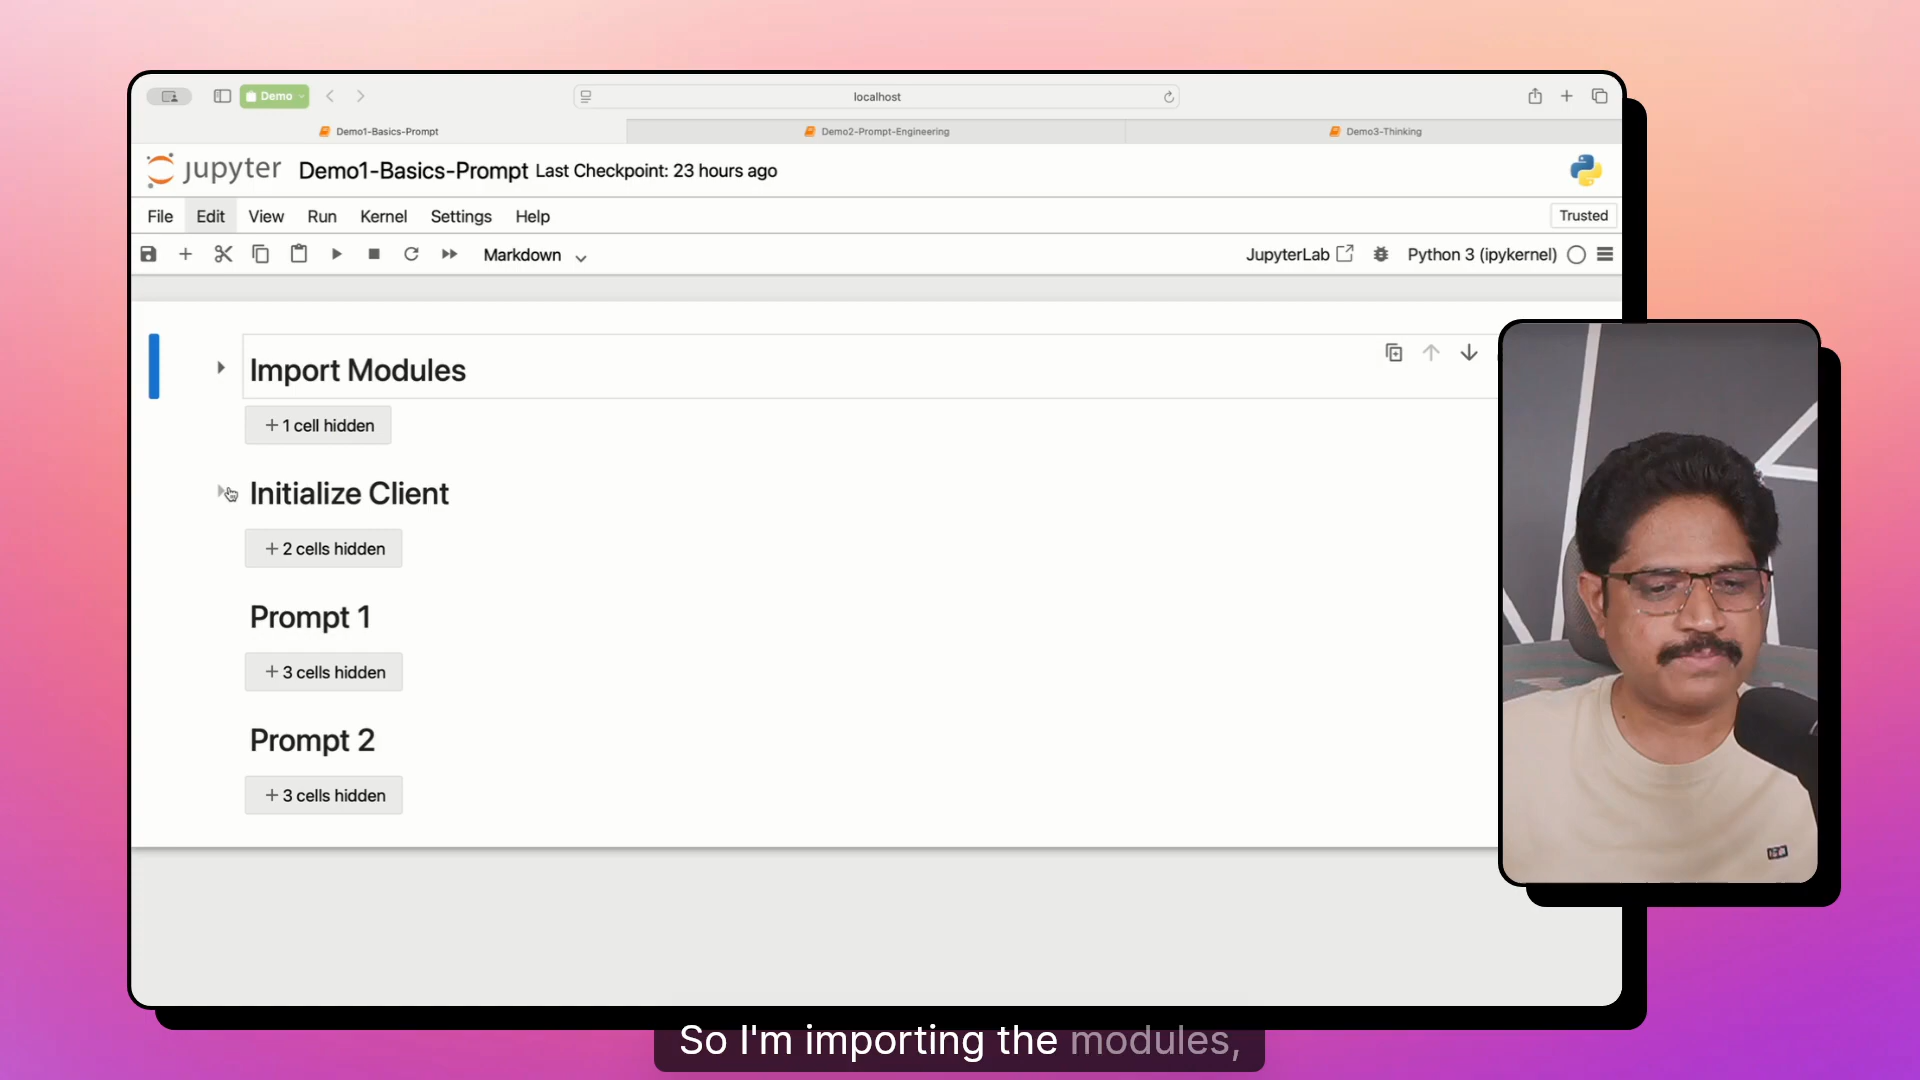 Demo
localhost
Demo1-Basics-Prompt
Demo2-Prompt-Engineering
Demo3-Thinking
jupyter
Demo1-Basics-Prompt Last Checkpoint: 23 hours ago
File Edit View Run Kernel Settings Help
Trusted
Markdown
JupyterLab
Python 3 (ipykernel)
Import Modules
+ 1 cell hidden
Initialize Client
+ 2 cells hidden
Prompt 1
+ 3 cells hidden
Prompt 2
+ 3 cells hidden
So I'm importing the modules,